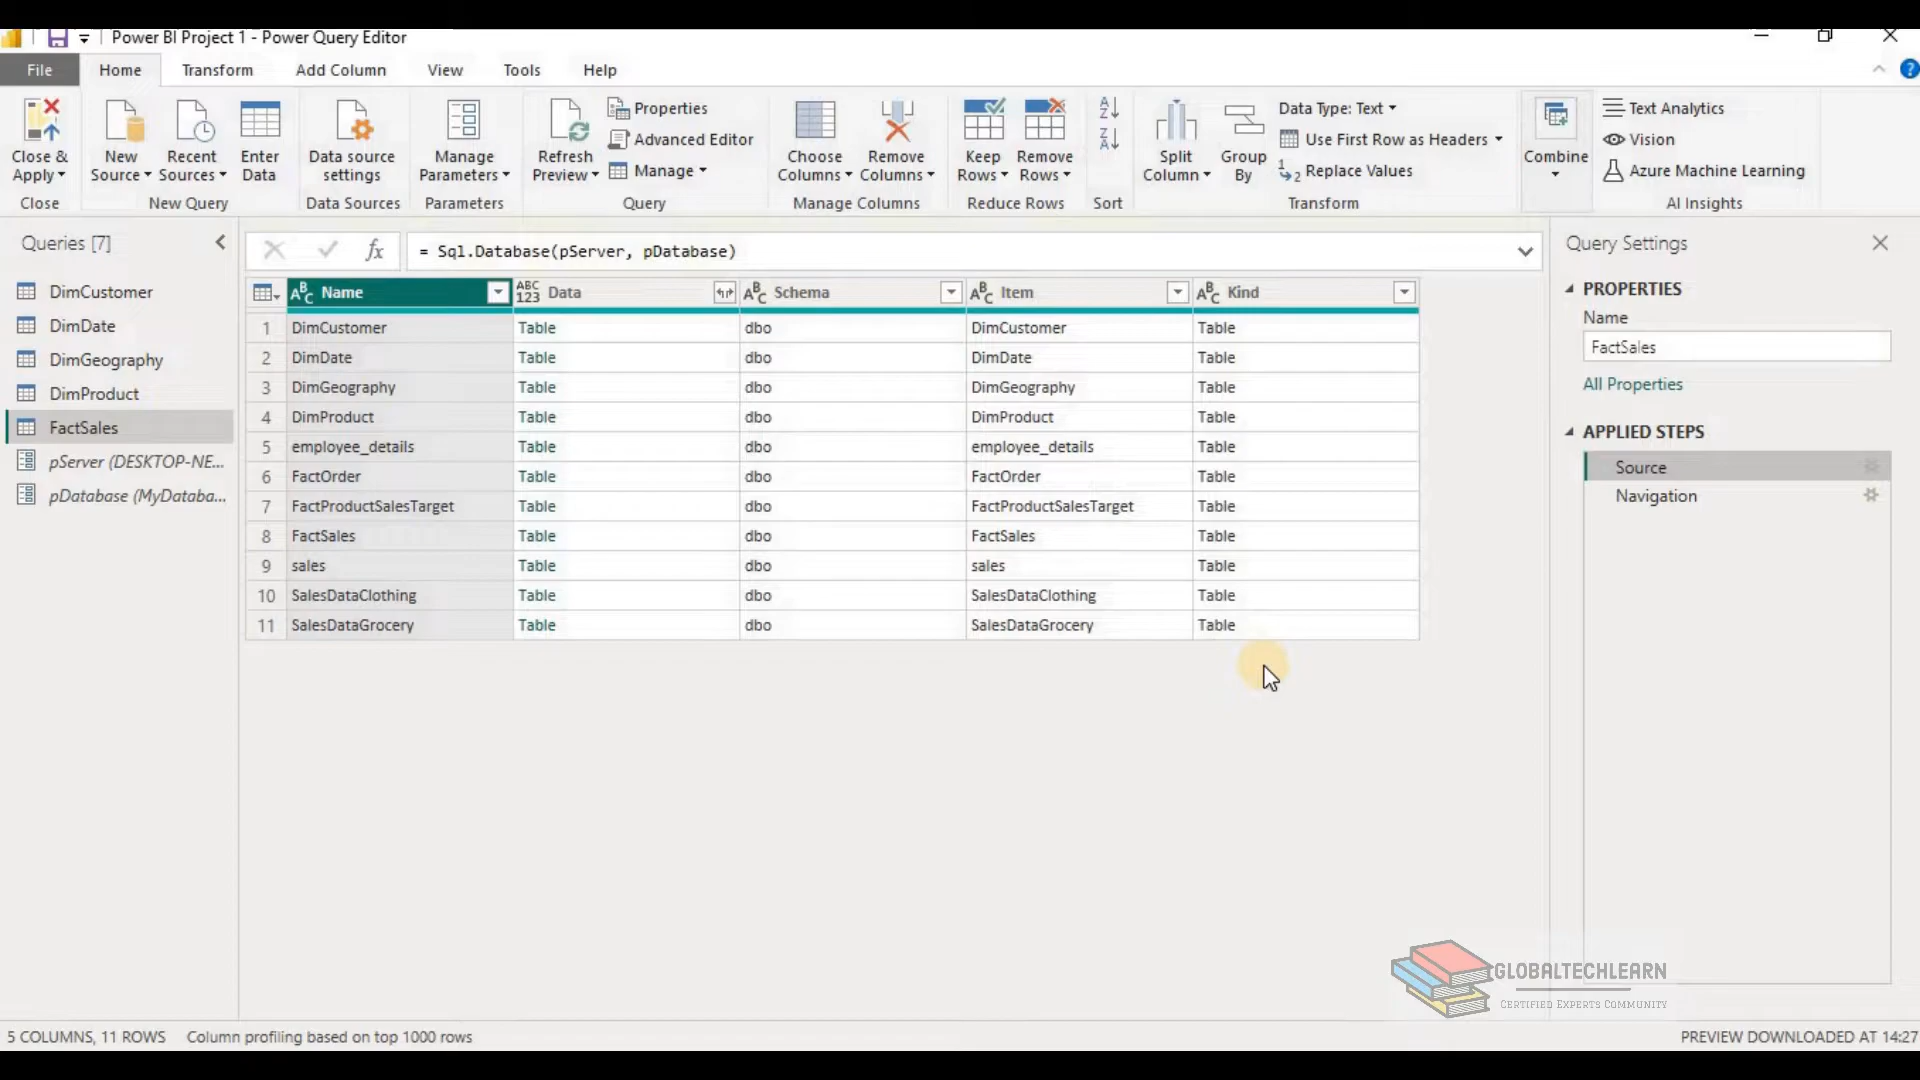 Power BI Project 1 - Power Query Editor
File Home Transform Add Column View Tools Help
Close & Apply
Close
New Source
Recent Sources
Enter Data
New Query
Data source settings
Data Sources
Manage Parameters
Parameters
Refresh Preview
Properties
Advanced Editor
Manage
Query
Choose Columns
Remove Columns
Manage Columns
Keep Rows
Remove Rows
Reduce Rows
Sort
Split Column
Group By
Data Type: Text
Use First Row as Headers
Replace Values
Transform
Combine
Text Analytics
Vision
Azure Machine Learning
AI Insights
Queries [7]
DimCustomer
DimDate
DimGeography
DimProduct
FactSales
pServer (DESKTOP-NE...
pDatabase (MyDataba...
fx = Sql.Database(pServer, pDatabase)
Name Data Schema Item Kind
1 DimCustomer Table dbo DimCustomer Table
2 DimDate Table dbo DimDate Table
3 DimGeography Table dbo DimGeography Table
4 DimProduct Table dbo DimProduct Table
5 employee_details Table dbo employee_details Table
6 FactOrder Table dbo FactOrder Table
7 FactProductSalesTarget Table dbo FactProductSalesTarget Table
8 FactSales Table dbo FactSales Table
9 sales Table dbo sales Table
10 SalesDataClothing Table dbo SalesDataClothing Table
11 SalesDataGrocery Table dbo SalesDataGrocery Table
Query Settings
PROPERTIES
Name
FactSales
All Properties
APPLIED STEPS
Source
Navigation
GLOBALTECHLEARN
CERTIFIED EXPERTS COMMUNITY
5 COLUMNS, 11 ROWS Column profiling based on top 1000 rows
PREVIEW DOWNLOADED AT 14:27